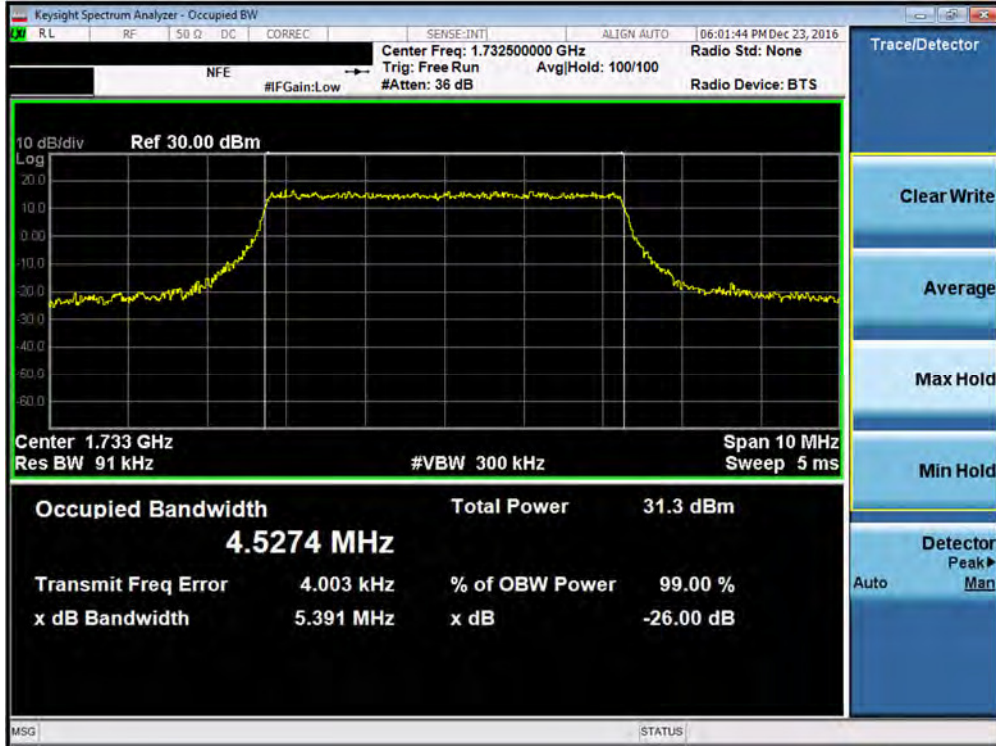 Keysight Spectrum Analyzer - Occupied BW
LXI RL RF 50 Ω DC CORREC SENSE:INT ALIGN AUTO 06:01:44 PM Dec 23, 2016
Center Freq: 1.732500000 GHz Radio Std: None
NFE Trig: Free Run Avg|Hold: 100/100
#IFGain:Low #Atten: 36 dB Radio Device: BTS
10 dB/div Ref 30.00 dBm
Log
20.0
10.0
0.00
-10.0
-20.0
-30.0
-40.0
-50.0
-60.0
Center 1.733 GHz Span 10 MHz
Res BW 91 kHz #VBW 300 kHz Sweep 5 ms
Occupied Bandwidth Total Power 31.3 dBm
4.5274 MHz
Transmit Freq Error 4.003 kHz % of OBW Power 99.00 %
x dB Bandwidth 5.391 MHz x dB -26.00 dB
MSG STATUS
Trace/Detector
Clear Write
Average
Max Hold
Min Hold
Detector
Peak▶
Auto Man